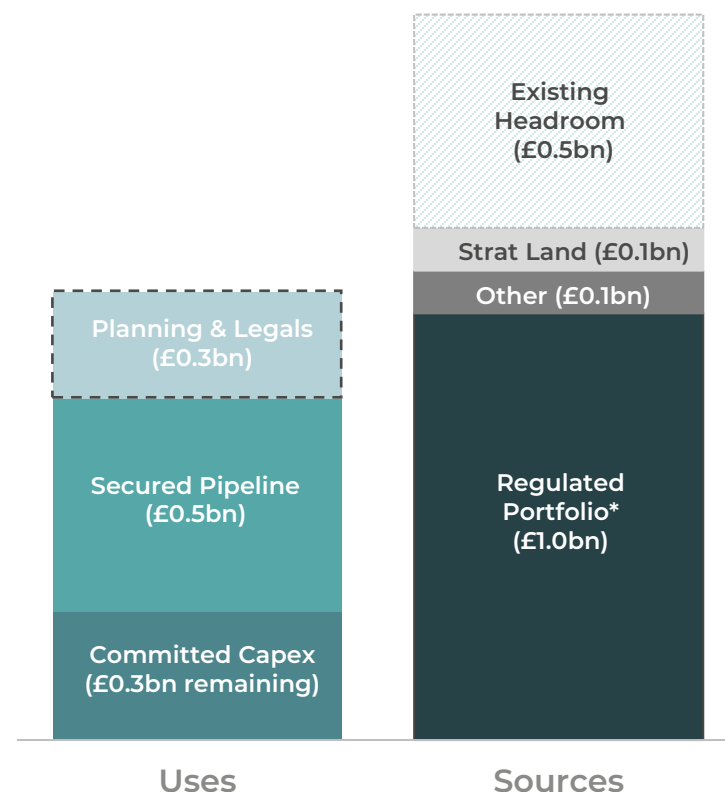 Existing
Headroom
(£0.5bn)
Strat Land (£0.1bn)
Other (£0.1bn)
Planning & Legals
(£0.3bn)
Secured Pipeline
(£0.5bn)
Regulated
Portfolio*
(£1.0bn)
Committed Capex
(£0.3bn remaining)
Uses
Sources